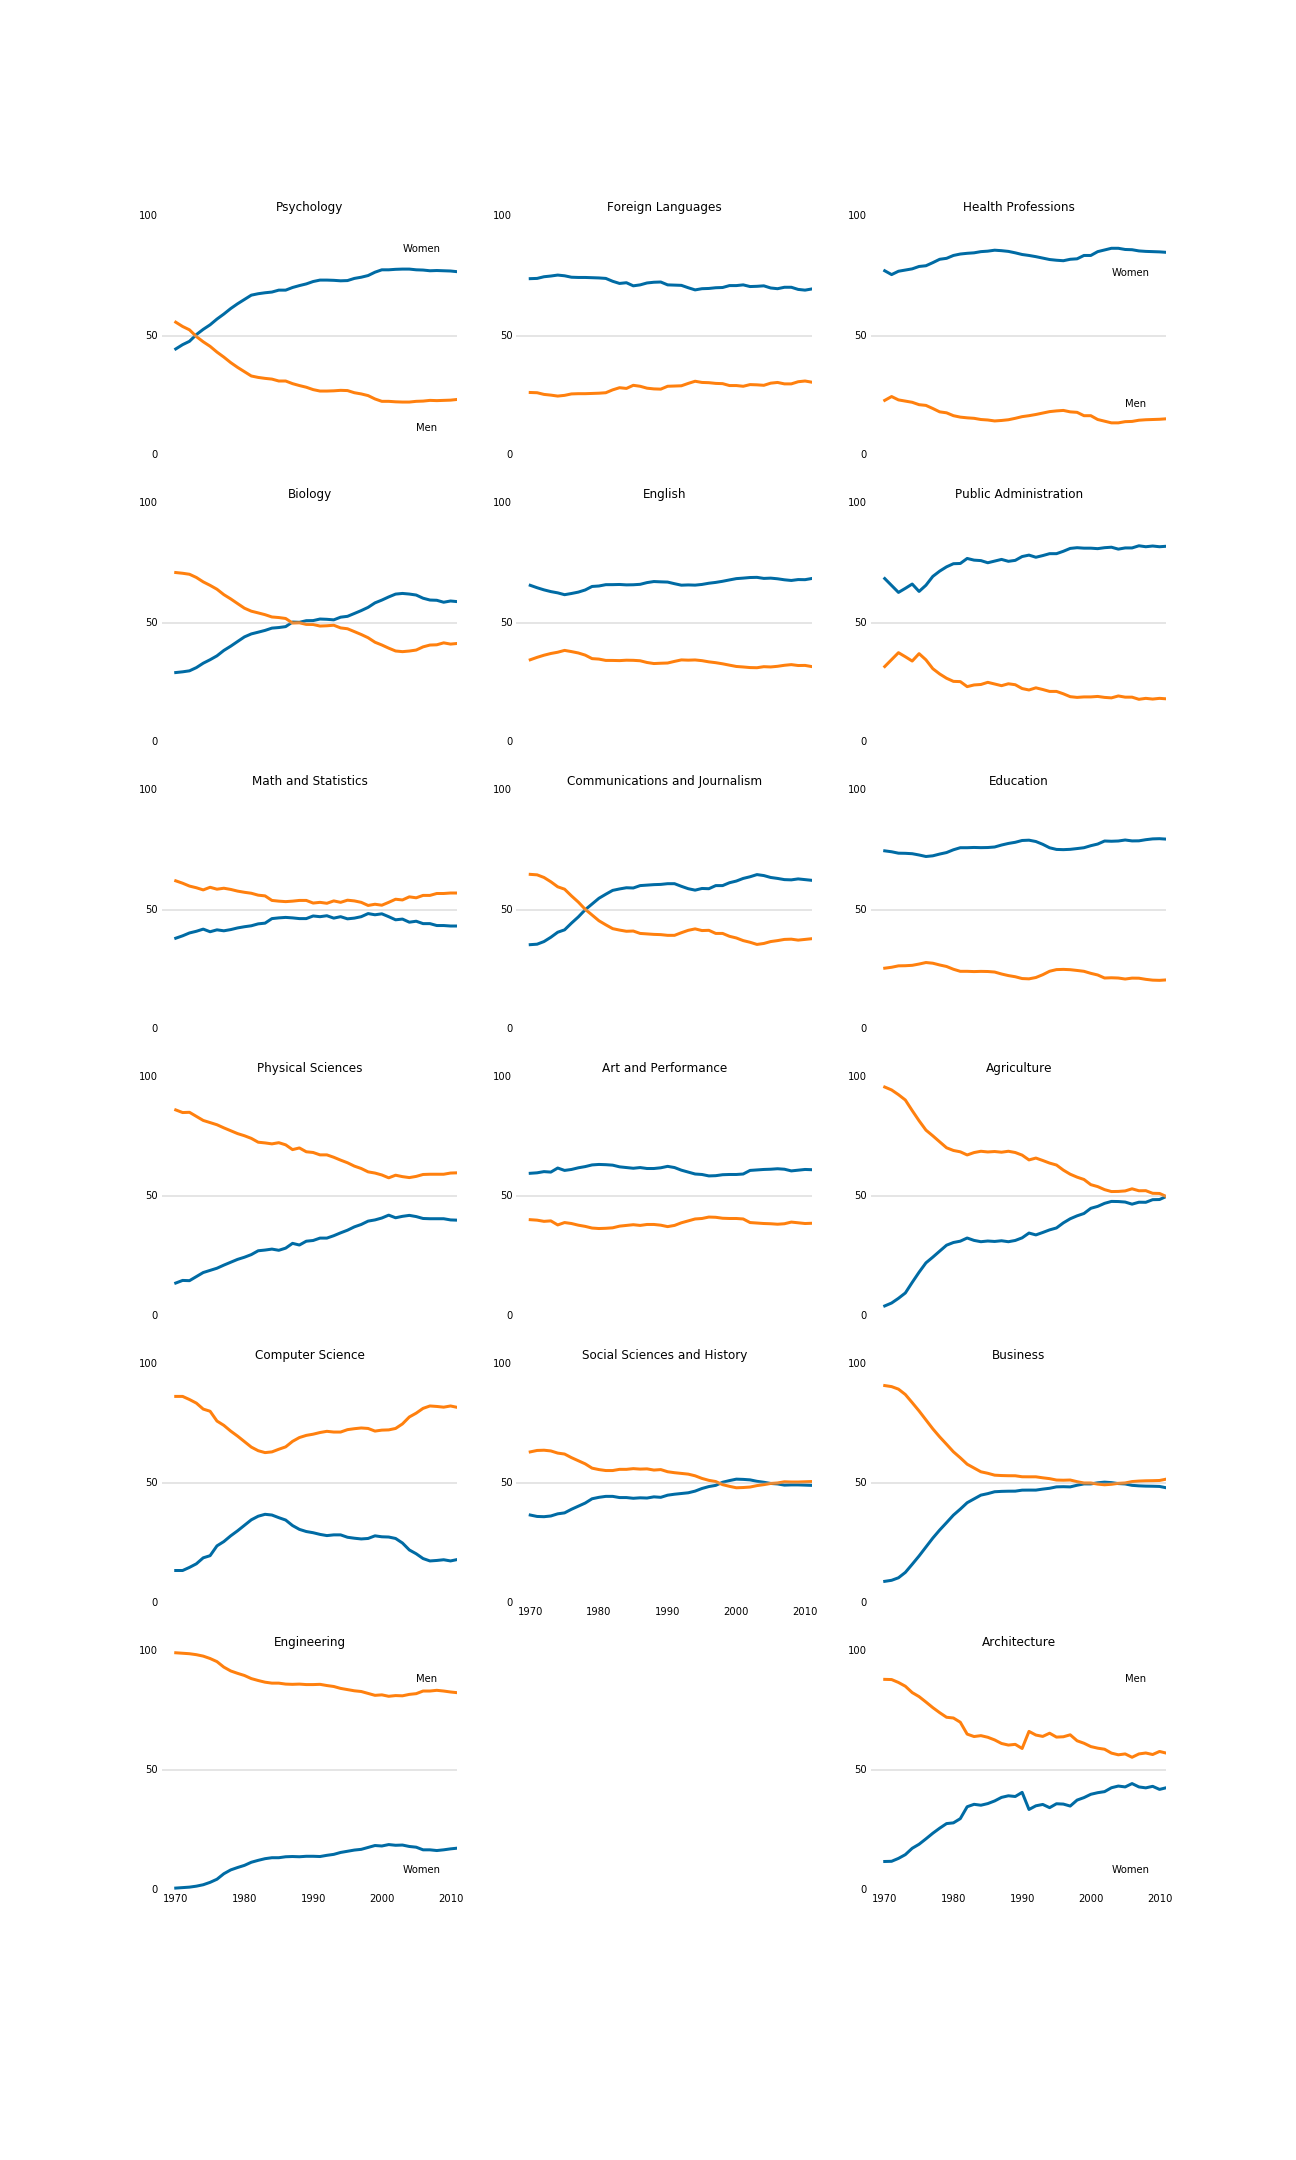 Psychology
100
Women
50
Men
0
Foreign Languages
100
50
0
Health Professions
100
Women
50
Men
0
Biology
100
50
0
English
100
50
0
Public Administration
100
50
0
Math and Statistics
100
50
0
Communications and Journalism
100
50
0
Education
100
50
0
Physical Sciences
100
50
0
Art and Performance
100
50
0
Agriculture
100
50
0
Computer Science
100
50
0
Social Sciences and History
100
50
0
1970 1980 1990 2000 2010
Business
100
50
0
Engineering
100
Men
50
Women
0
1970 1980 1990 2000 2010
Architecture
100
Men
50
Women
0
1970 1980 1990 2000 2010